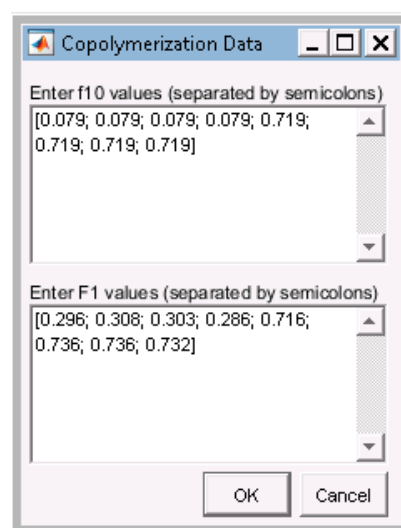 Copolymerization Data
Enter f10 values (separated by semicolons)
[0.079; 0.079; 0.079; 0.079; 0.719;
0.719; 0.719; 0.719]
Enter F1 values (separated by semicolons)
[0.296; 0.308; 0.303; 0.286; 0.716;
0.736; 0.736; 0.732]
OK Cancel